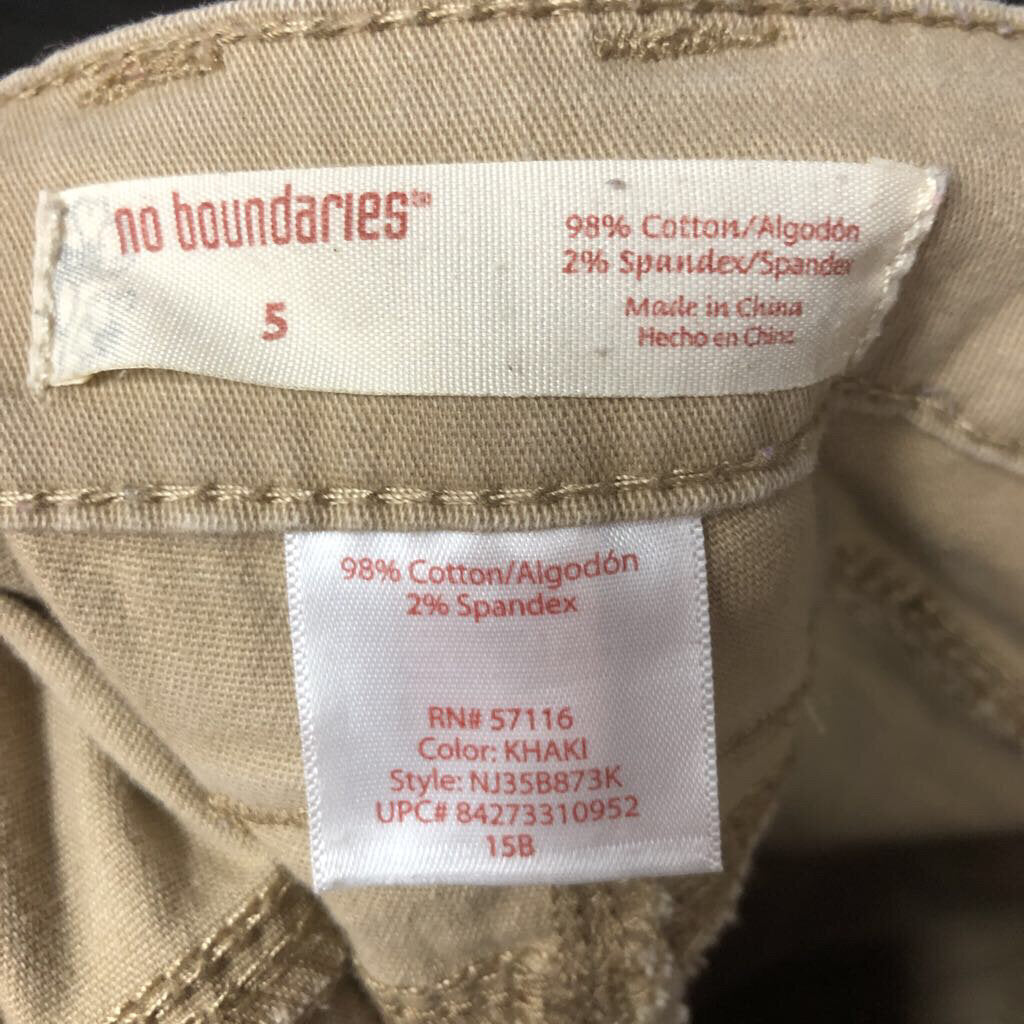 no boundaries™
5
98% Cotton/Algodón
2% Spandex/Spandex
Made in China
Hecho en China
98% Cotton/Algodón
2% Spandex
RN# 57116
Color: KHAKI
Style: NJ35B873K
UPC# 84273310952
15B